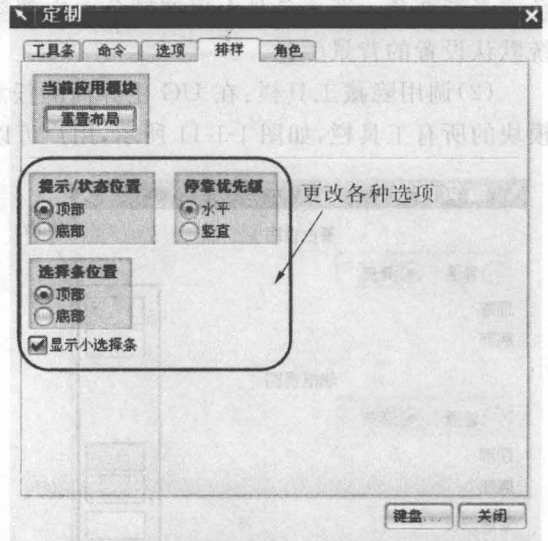 定制
工具条 命令 选项 排样 角色
当前应用模块
重置布局
提示/状态位置 停靠优先级
顶部 水平
底部 竖直
更改各种选项
选择条位置
顶部
底部
显示小选择条
键盘... 关闭